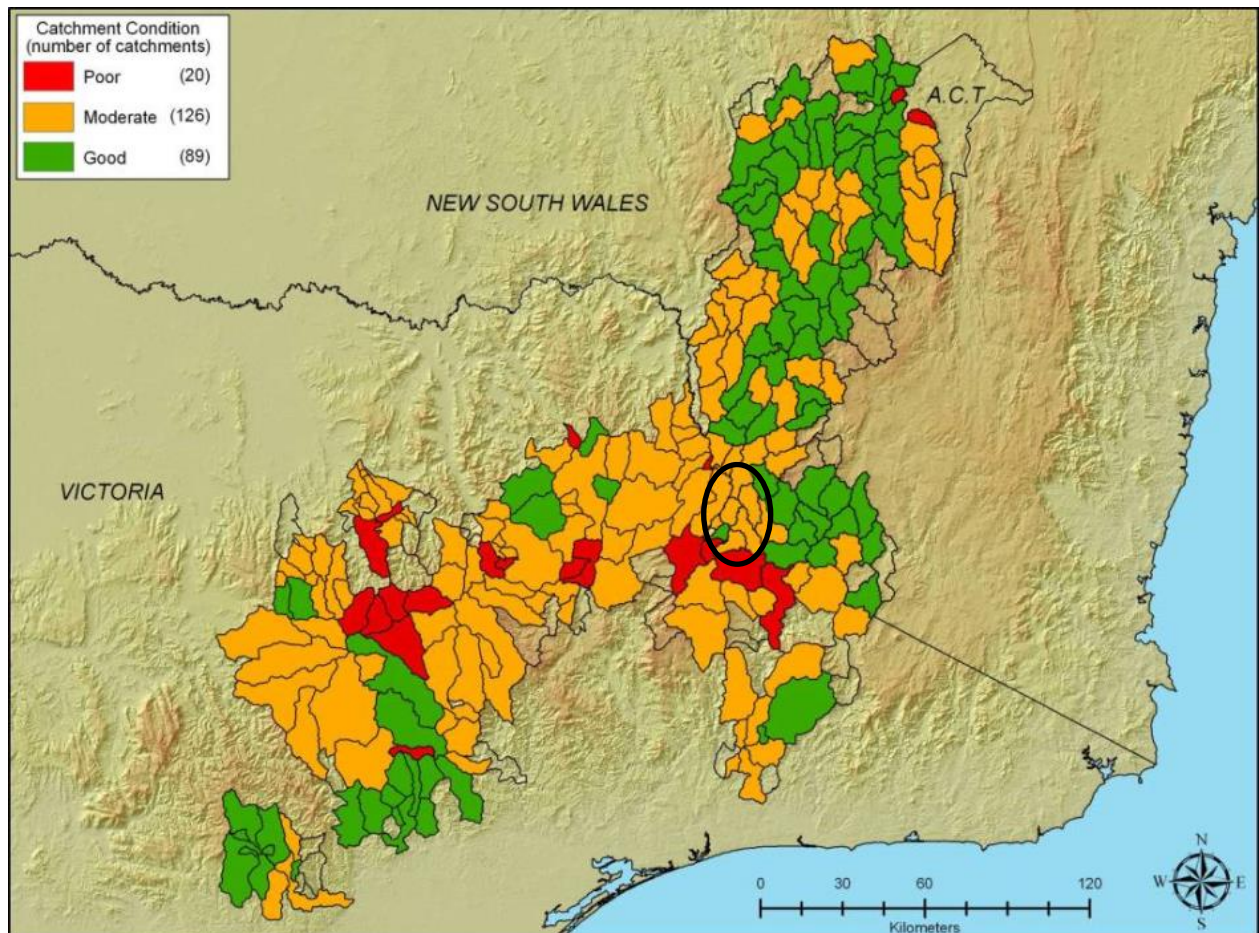 Catchment Condition
(number of catchments)
Poor (20)
Moderate (126)
Good (89)
A.C.T
NEW SOUTH WALES
VICTORIA
N
W E
S
0 30 60 120
Kilometers